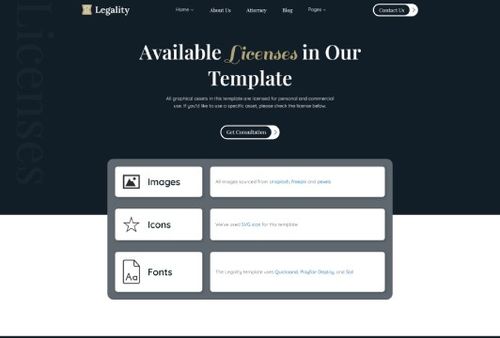 Legality
Home
About Us
Attorney
Blog
Pages
Contact Us
Licenses
Available Licenses in Our
Template
All graphical assets in this template are licensed for personal and commercial
use. If you'd like to use a specific asset, please check the license below.
Get Consultation
Images
All images sourced from unsplash, freepik and pexels
Icons
We've used SVG icon for this template
Aa
Fonts
The Legality template uses Quicksand, Playfair Display, and